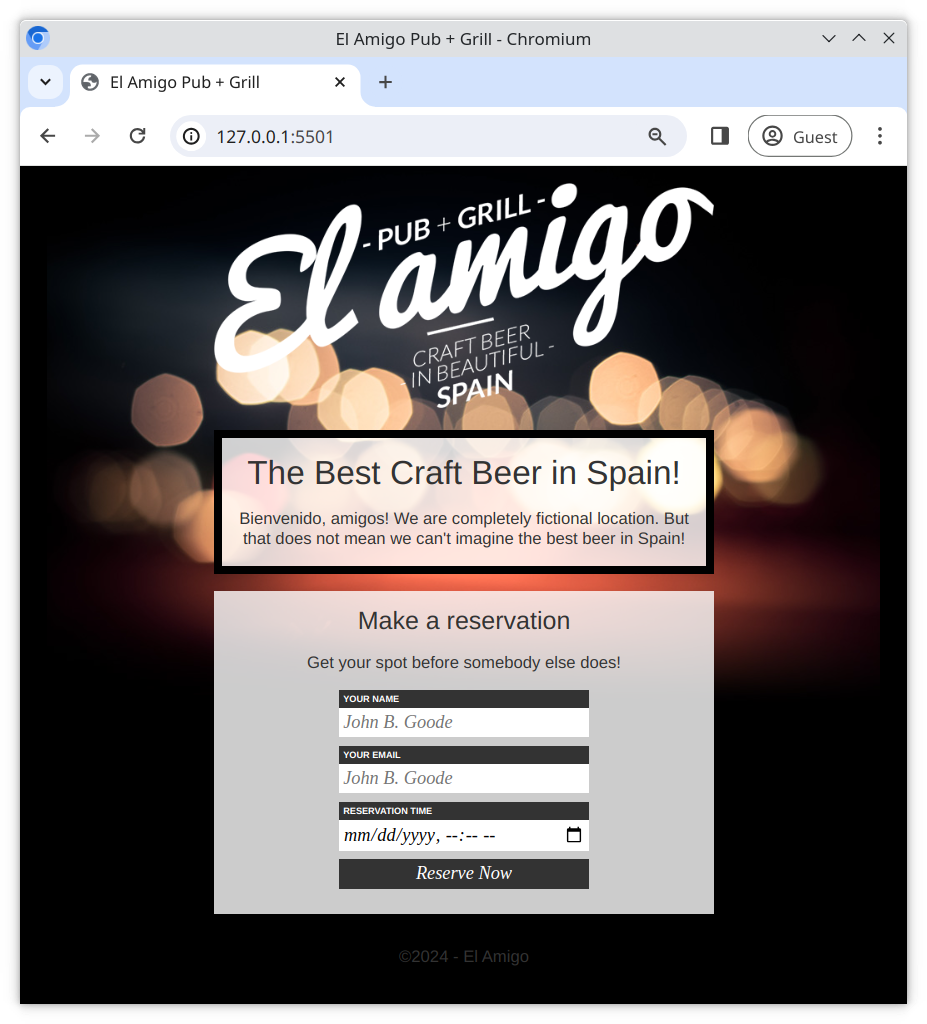 El Amigo Pub + Grill - Chromium
El Amigo Pub + Grill
127.0.0.1:5501
Guest
- PUB + GRILL -
El amigo
CRAFT BEER
- IN BEAUTIFUL -
SPAIN
The Best Craft Beer in Spain!
Bienvenido, amigos! We are completely fictional location. But
that does not mean we can't imagine the best beer in Spain!
Make a reservation
Get your spot before somebody else does!
YOUR NAME
John B. Goode
YOUR EMAIL
John B. Goode
RESERVATION TIME
mm/dd/yyyy, --:-- --
Reserve Now
©2024 - El Amigo